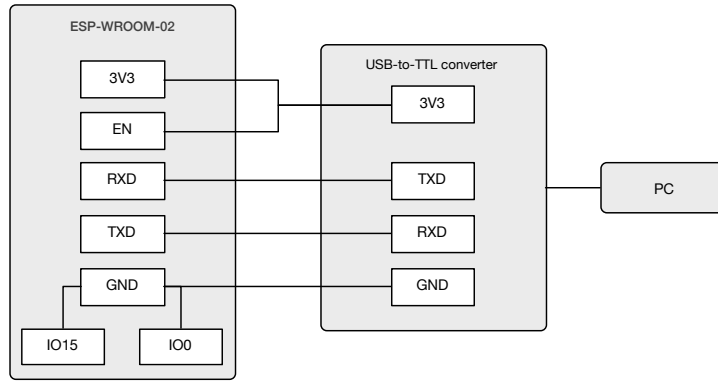 ESP-WROOM-02
3V3
EN
RXD
TXD
GND
IO15
IO0
USB-to-TTL converter
3V3
TXD
RXD
GND
PC